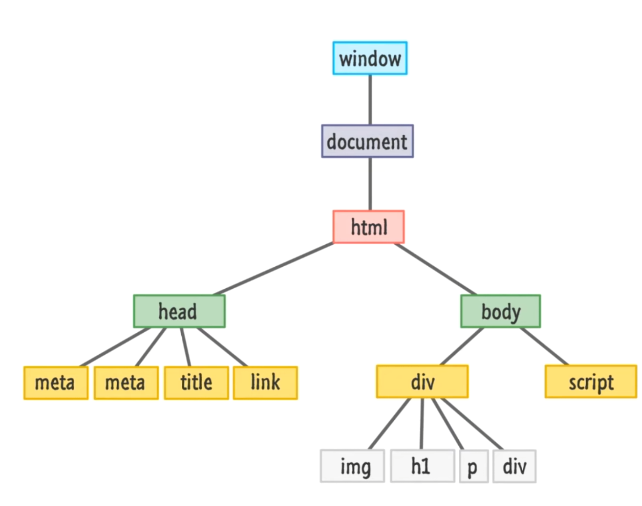 window
document
html
head body
meta meta title link div script
img h1 p div